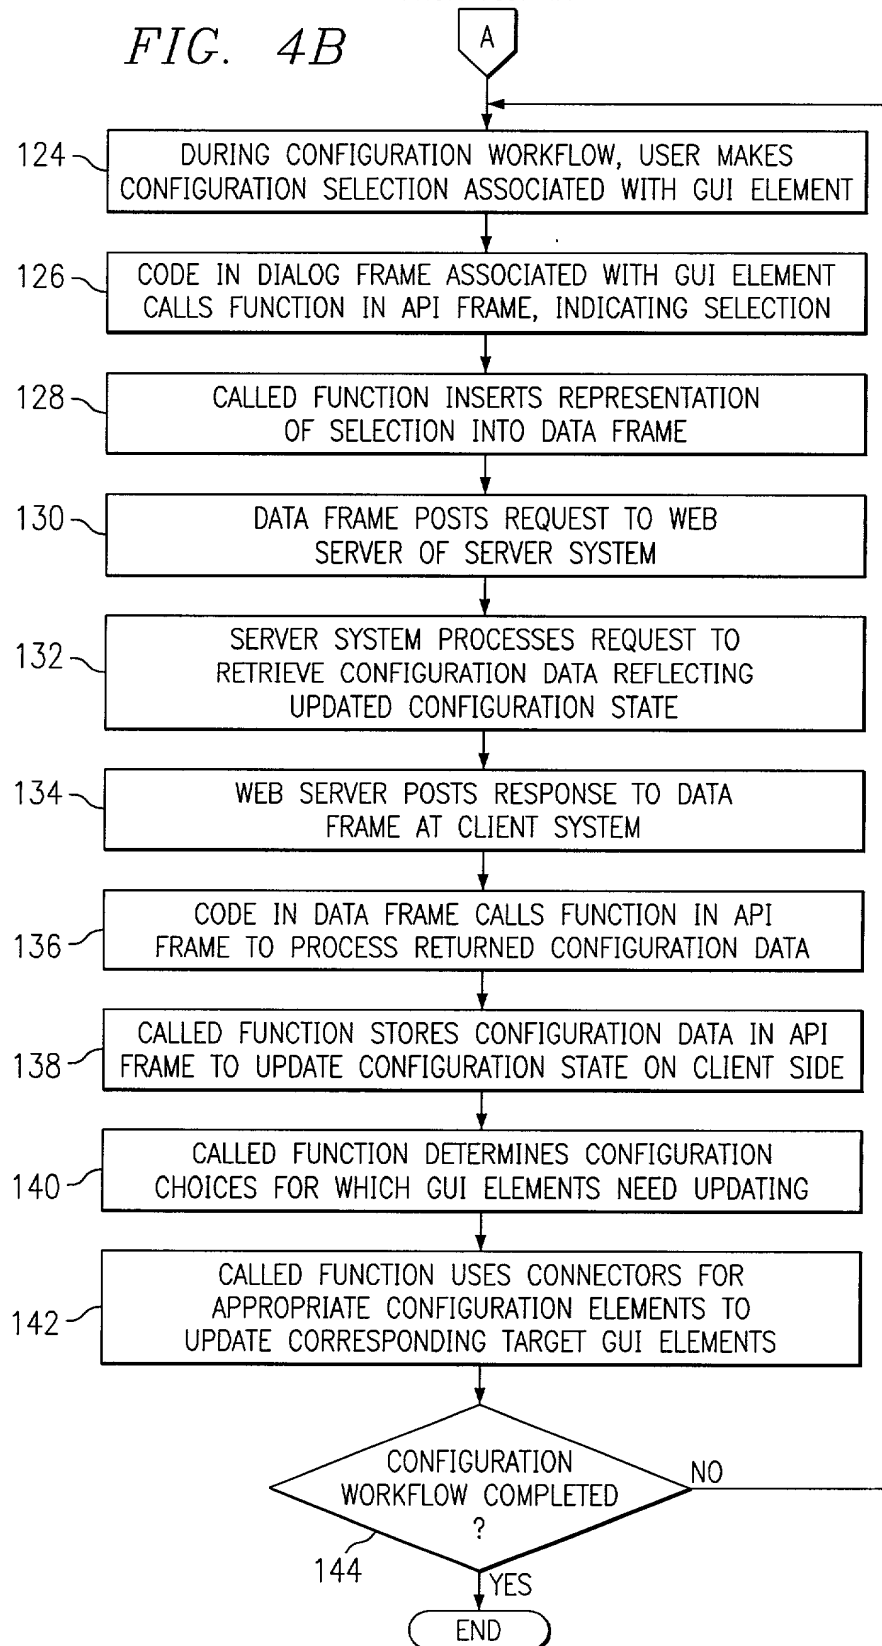 FIG. 4B
A
124
DURING CONFIGURATION WORKFLOW, USER MAKES
CONFIGURATION SELECTION ASSOCIATED WITH GUI ELEMENT
126
CODE IN DIALOG FRAME ASSOCIATED WITH GUI ELEMENT
CALLS FUNCTION IN API FRAME, INDICATING SELECTION
128
CALLED FUNCTION INSERTS REPRESENTATION
OF SELECTION INTO DATA FRAME
130
DATA FRAME POSTS REQUEST TO WEB
SERVER OF SERVER SYSTEM
132
SERVER SYSTEM PROCESSES REQUEST TO
RETRIEVE CONFIGURATION DATA REFLECTING
UPDATED CONFIGURATION STATE
134
WEB SERVER POSTS RESPONSE TO DATA
FRAME AT CLIENT SYSTEM
136
CODE IN DATA FRAME CALLS FUNCTION IN API
FRAME TO PROCESS RETURNED CONFIGURATION DATA
138
CALLED FUNCTION STORES CONFIGURATION DATA IN API
FRAME TO UPDATE CONFIGURATION STATE ON CLIENT SIDE
140
CALLED FUNCTION DETERMINES CONFIGURATION
CHOICES FOR WHICH GUI ELEMENTS NEED UPDATING
142
CALLED FUNCTION USES CONNECTORS FOR
APPROPRIATE CONFIGURATION ELEMENTS TO
UPDATE CORRESPONDING TARGET GUI ELEMENTS
CONFIGURATION
WORKFLOW COMPLETED
?
NO
144
YES
END